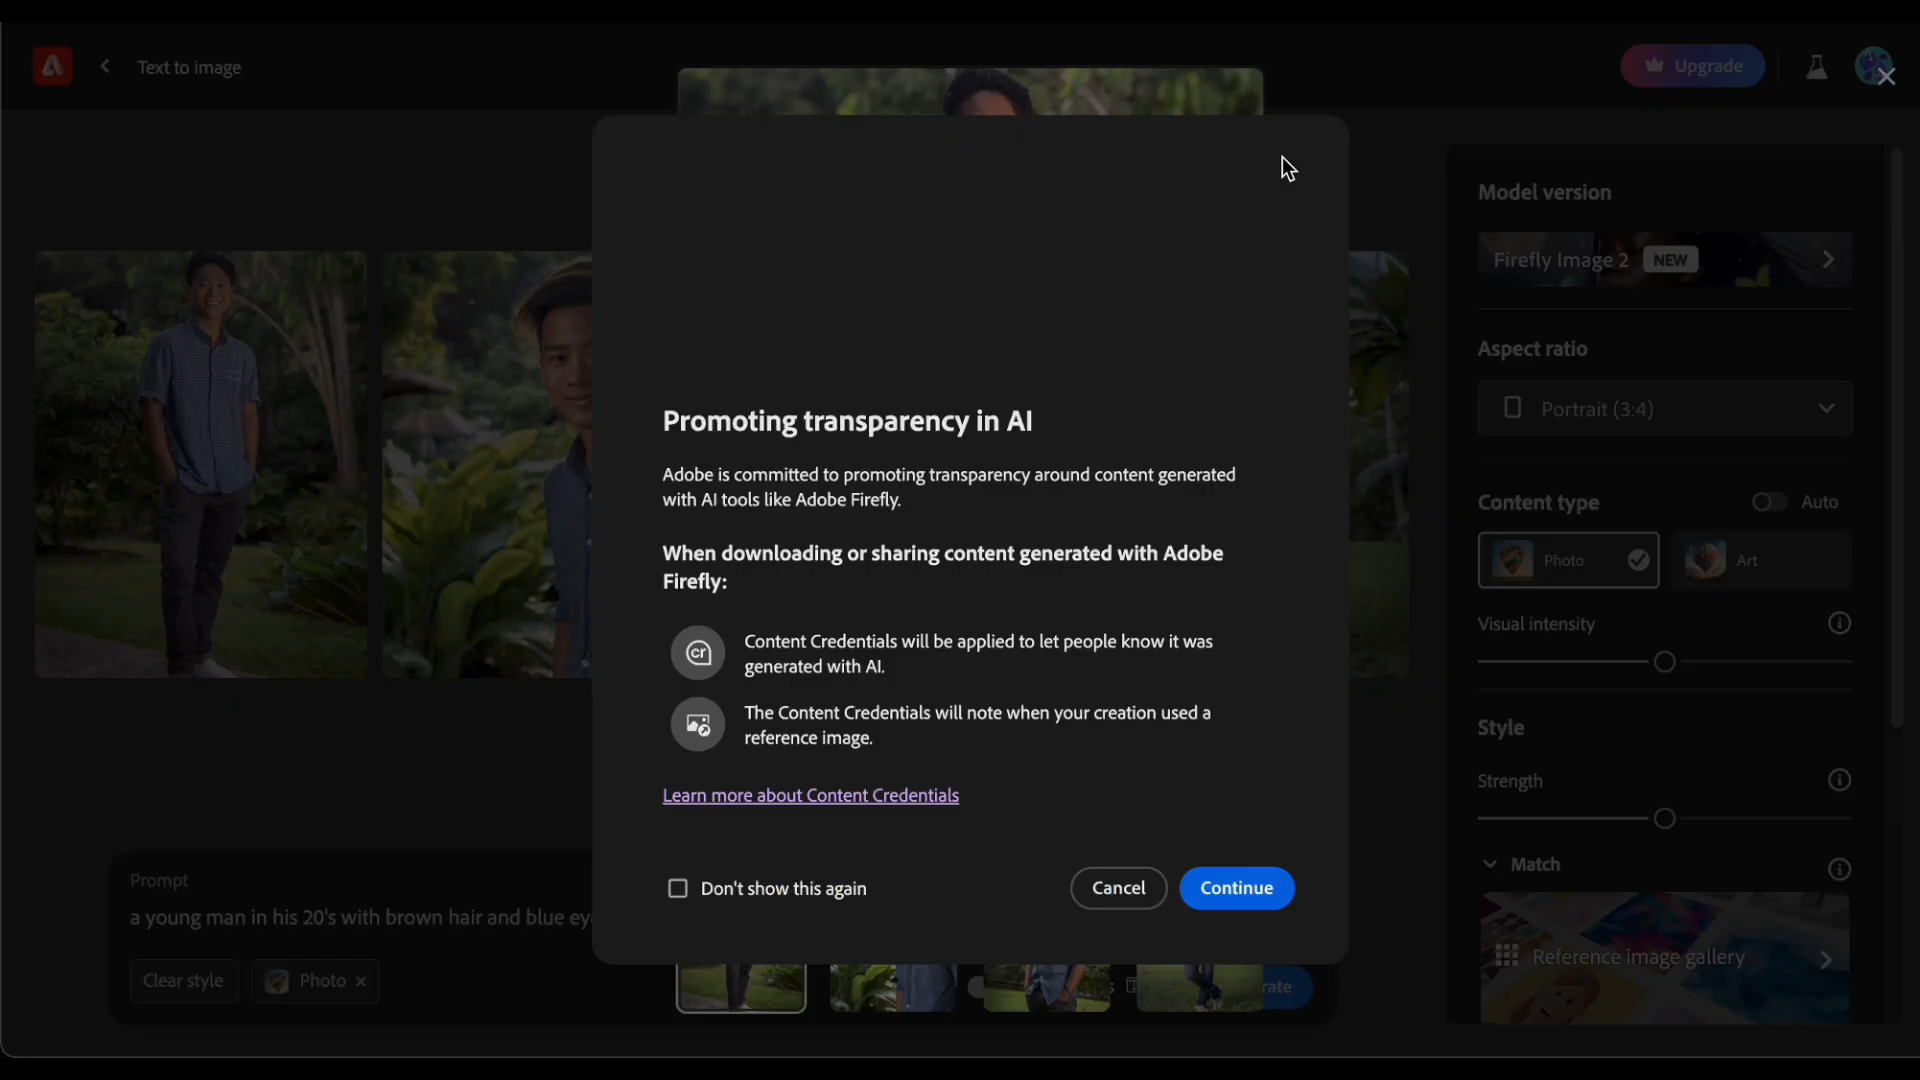 Text to image
Upgrade
Promoting transparency in AI
Adobe is committed to promoting transparency around content generated
with AI tools like Adobe Firefly.
When downloading or sharing content generated with Adobe
Firefly:
cr
Content Credentials will be applied to let people know it was
generated with AI.
The Content Credentials will note when your creation used a
reference image.
Learn more about Content Credentials
Don't show this again
Cancel
Continue
Prompt
a young man in his 20's with brown hair and blue
Clear style
Photo
Model version
Firefly Image 2
NEW
Aspect ratio
Portrait (3:4)
Content type
Auto
Photo
Art
Visual intensity
Style
Strength
Match
Reference image gallery